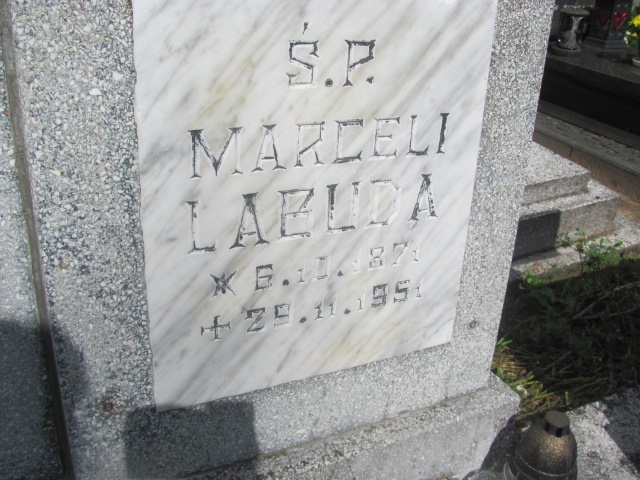 Ś.P.
MARCELI
LABUDA
* 6.10.1871
+ 29.11.1951